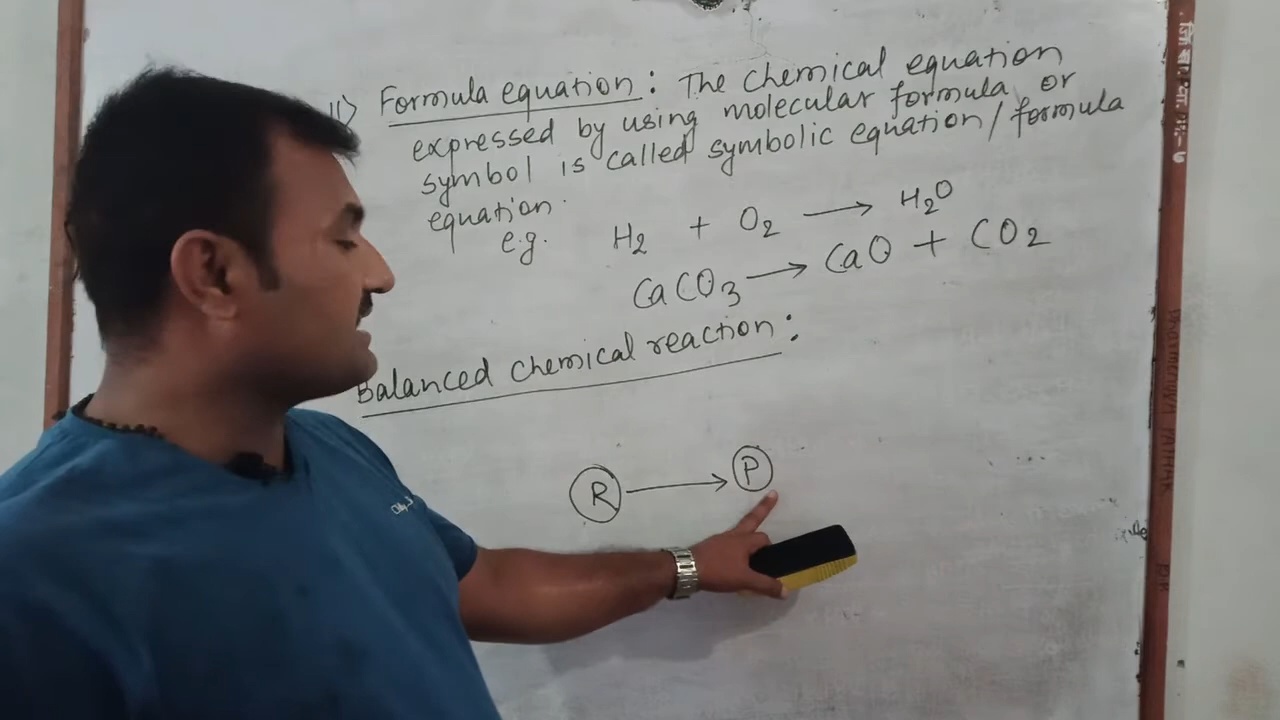 11) Formula equation : The chemical equation
expressed by using molecular formula or
symbol is called symbolic equation / formula
equation.
e.g. H₂ + O₂ ⟶ H₂O
CaCO₃ ⟶ CaO + CO₂
Balanced chemical reaction :
R ⟶ P